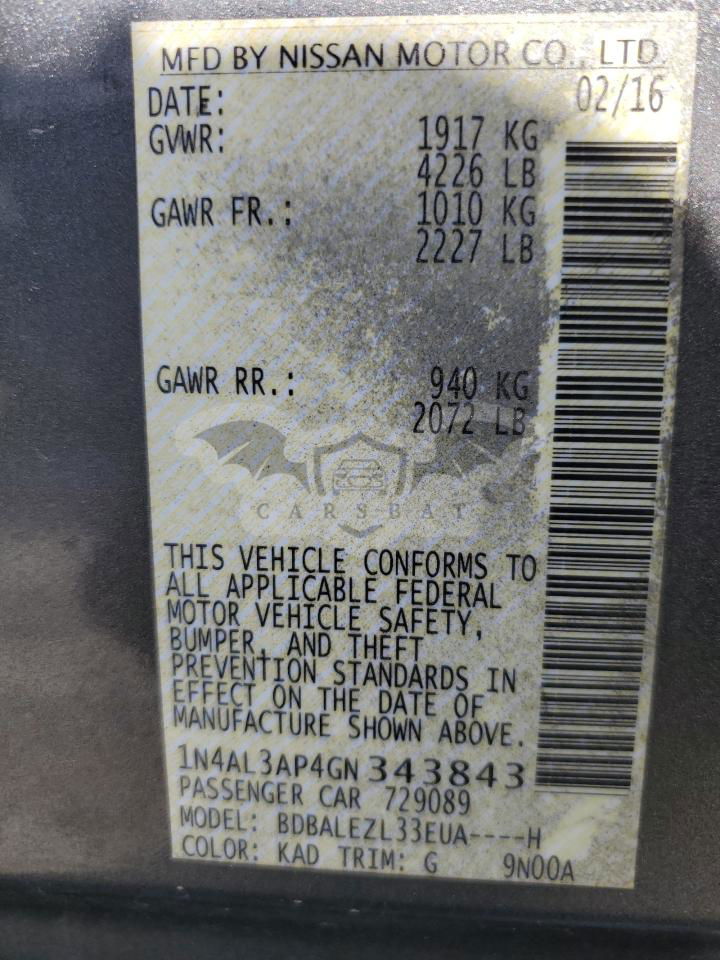 MFD BY NISSAN MOTOR CO., LTD.
DATE: 02/16
GVWR: 1917 KG
4226 LB
GAWR FR.: 1010 KG
2227 LB
GAWR RR.: 940 KG
2072 LB
CARSBAT
THIS VEHICLE CONFORMS TO
ALL APPLICABLE FEDERAL
MOTOR VEHICLE SAFETY,
BUMPER, AND THEFT
PREVENTION STANDARDS IN
EFFECT ON THE DATE OF
MANUFACTURE SHOWN ABOVE.
1N4AL3AP4GN343843
PASSENGER CAR 729089
MODEL: BDBALEZL33EUA----H
COLOR: KAD TRIM: G 9N00A